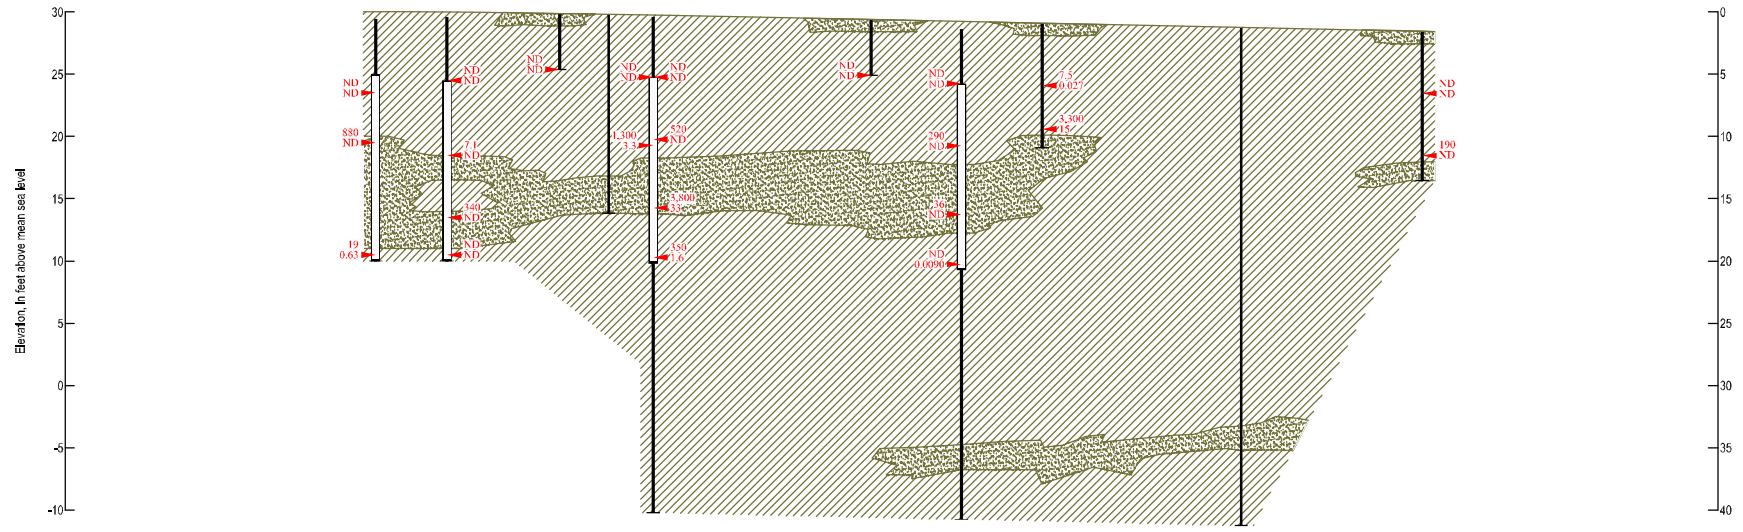 30
25
20
15
10
5
0
-5
-10
Elevation, In feet above mean sea level
ND
ND
880
ND
19
0.63
ND
ND
7.1
ND
340
ND
ND
ND
ND
ND
ND
ND
1,300
3.3
ND
ND
520
ND
3,800
33
350
1.6
ND
ND
ND
ND
290
ND
36
ND
ND
0.0090
7.5
0.027
3,300
15
ND
ND
190
ND
0
5
10
15
20
25
30
35
40